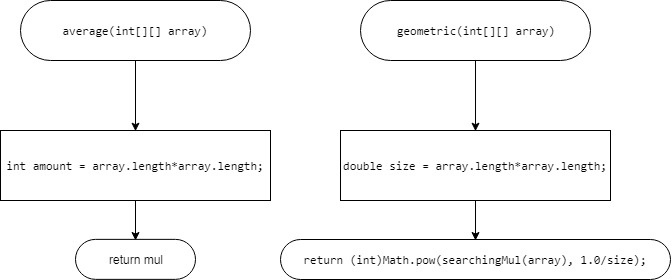 average(int[][] array)
int amount = array.length*array.length;
return mul
geometric(int[][] array)
double size = array.length*array.length;
return (int)Math.pow(searchingMul(array), 1.0/size);